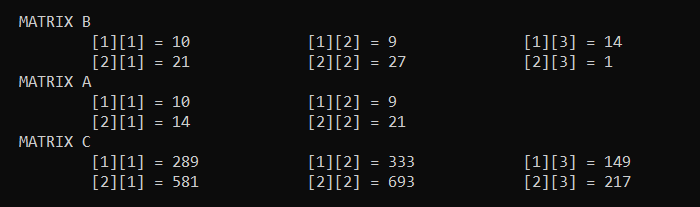 MATRIX B
[1][1] = 10 [1][2] = 9 [1][3] = 14
[2][1] = 21 [2][2] = 27 [2][3] = 1
MATRIX A
[1][1] = 10 [1][2] = 9
[2][1] = 14 [2][2] = 21
MATRIX C
[1][1] = 289 [1][2] = 333 [1][3] = 149
[2][1] = 581 [2][2] = 693 [2][3] = 217